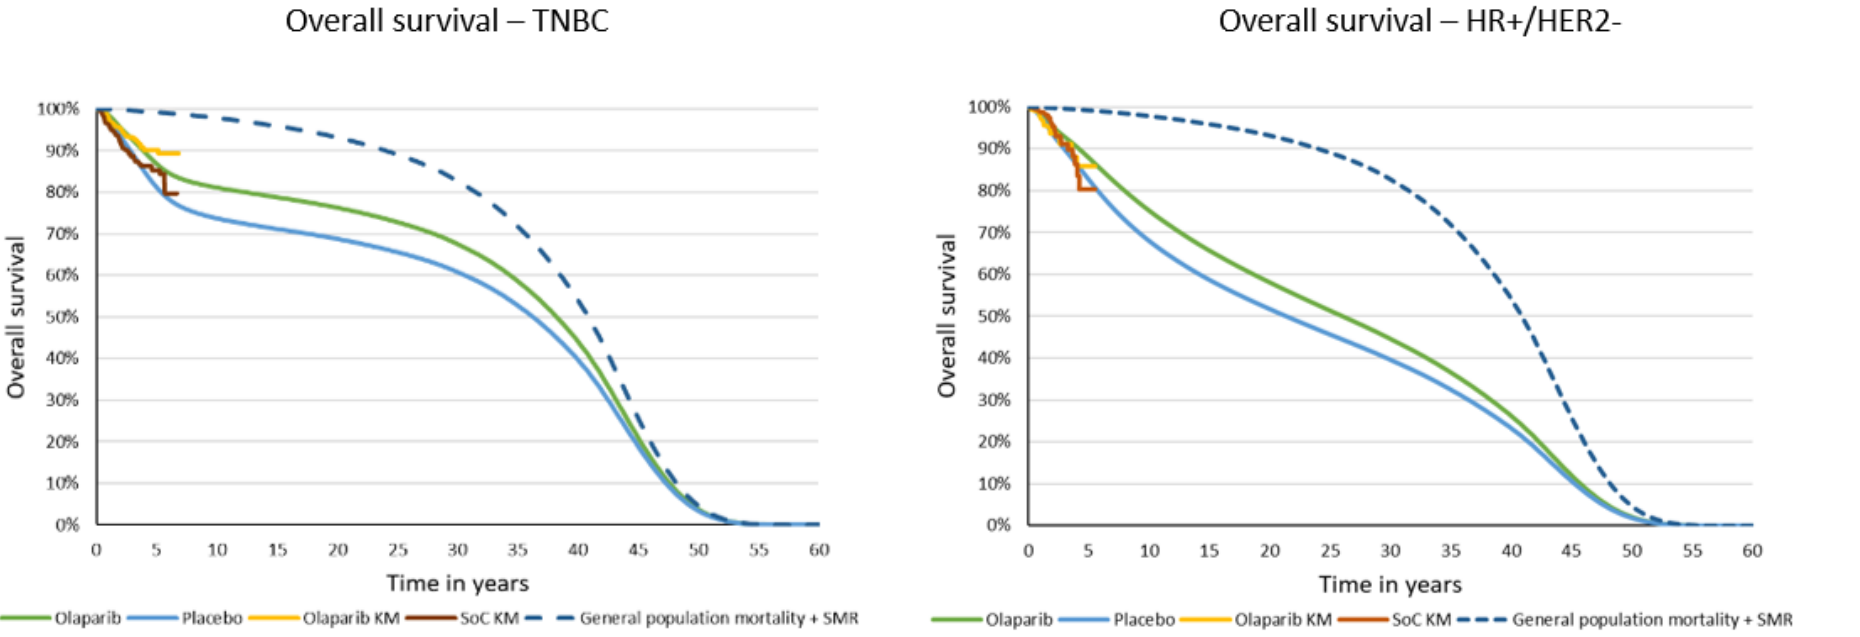 Overall survival – TNBC
100%
90%
80%
70%
60%
50%
40%
30%
20%
10%
0%
Overall survival
0 5 10 15 20 25 30 35 40 45 50 55 60
Time in years
Olaparib Placebo Olaparib KM SoC KM General population mortality + SMR
Overall survival – HR+/HER2-
100%
90%
80%
70%
60%
50%
40%
30%
20%
10%
0%
Overall survival
0 5 10 15 20 25 30 35 40 45 50 55 60
Time in years
Olaparib Placebo Olaparib KM SoC KM General population mortality + SMR